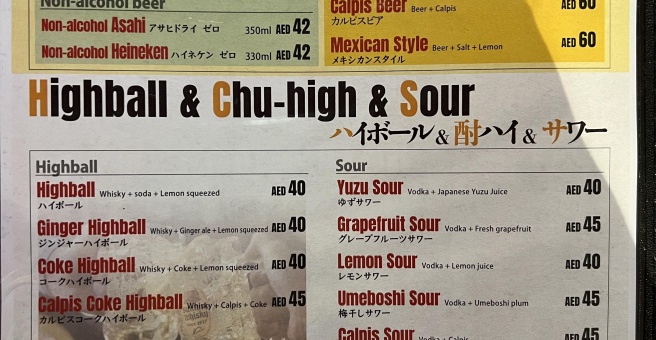 Non-alcohol beer
Non-alcohol Asahi アサヒドライ ゼロ 350ml AED 42
Non-alcohol Heineken ハイネケン ゼロ 330ml AED 42
Calpis Beer Beer + Calpis AED 60
カルピスビア
Mexican Style Beer + Salt + Lemon AED 60
メキシカンスタイル
Highball & Chu-high & Sour
ハイボール & 酎ハイ & サワー
Highball
Highball Whisky + soda + Lemon squeezed AED 40
ハイボール
Ginger Highball Whisky + Ginger ale + Lemon squeezed AED 40
ジンジャーハイボール
Coke Highball Whisky + Coke + Lemon squeezed AED 40
コークハイボール
Calpis Coke Highball Whisky + Calpis + Coke AED 45
カルピスコークハイボール
Sour
Yuzu Sour Vodka + Japanese Yuzu Juice AED 40
ゆずサワー
Grapefruit Sour Vodka + Fresh grapefruit AED 45
グレープフルーツサワー
Lemon Sour Vodka + Lemon juice AED 40
レモンサワー
Umeboshi Sour Vodka + Umeboshi plum AED 45
梅干しサワー
Calpis Sour Vodka + Calpis AED 45